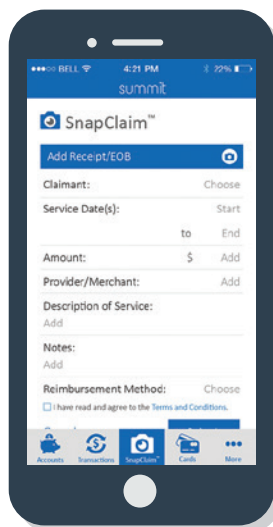 BELL 4:21 PM 22%
summit
SnapClaim™
Add Receipt/EOB
Claimant: Choose
Service Date(s): Start
to End
Amount: $ Add
Provider/Merchant: Add
Description of Service:
Add
Notes:
Add
Reimbursement Method: Choose
I have read and agree to the Terms and Conditions.
Accounts Transactions SnapClaim™ Cards More